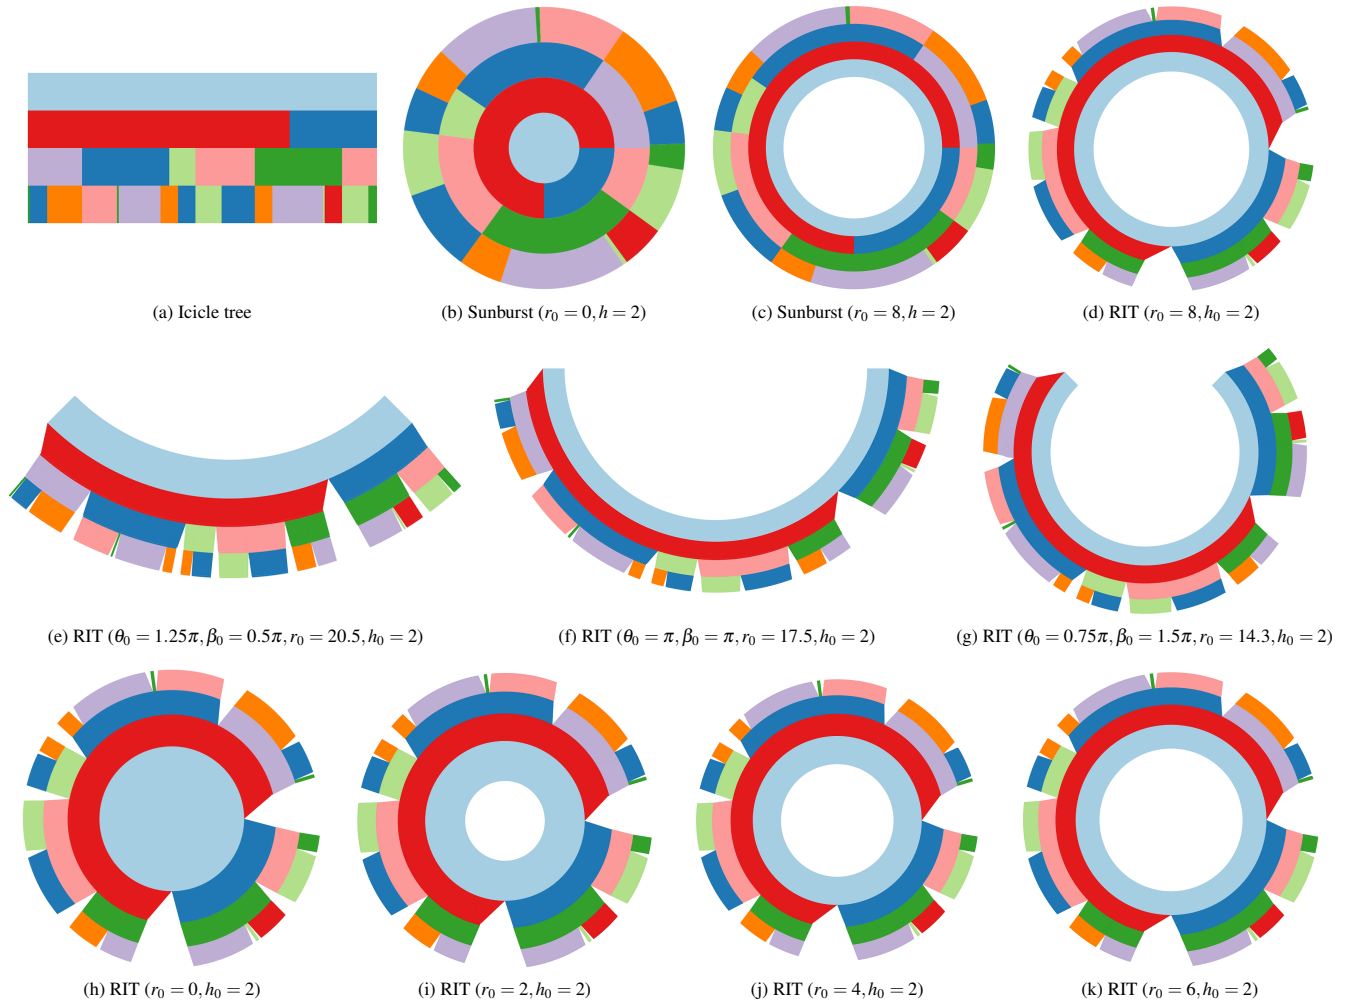 (a) Icicle tree
(b) Sunburst (r₀ = 0, h = 2)
(c) Sunburst (r₀ = 8, h = 2)
(d) RIT (r₀ = 8, h₀ = 2)
(e) RIT (θ₀ = 1.25π, β₀ = 0.5π, r₀ = 20.5, h₀ = 2)
(f) RIT (θ₀ = π, β₀ = π, r₀ = 17.5, h₀ = 2)
(g) RIT (θ₀ = 0.75π, β₀ = 1.5π, r₀ = 14.3, h₀ = 2)
(h) RIT (r₀ = 0, h₀ = 2)
(i) RIT (r₀ = 2, h₀ = 2)
(j) RIT (r₀ = 4, h₀ = 2)
(k) RIT (r₀ = 6, h₀ = 2)